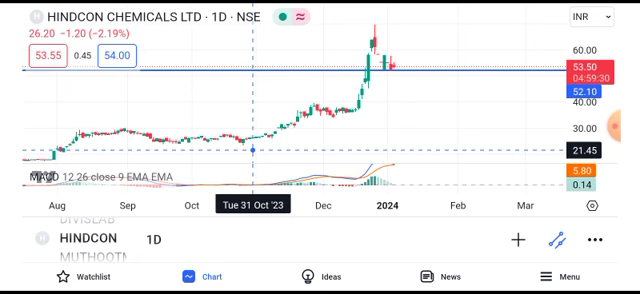 H HINDCON CHEMICALS LTD · 1D · NSE
INR
26.20 −1.20 (−2.19%)
53.55 0.45 54.00
60.00
53.50
04:59:30
52.10
40.00
30.00
21.45
MACD 12 26 close 9 EMA EMA
5.80
0.14
Aug Sep Oct Tue 31 Oct '23 Dec 2024 Feb Mar
DIVISLAB
H HINDCON 1D
MUTHOOTN
Watchlist Chart Ideas News Menu